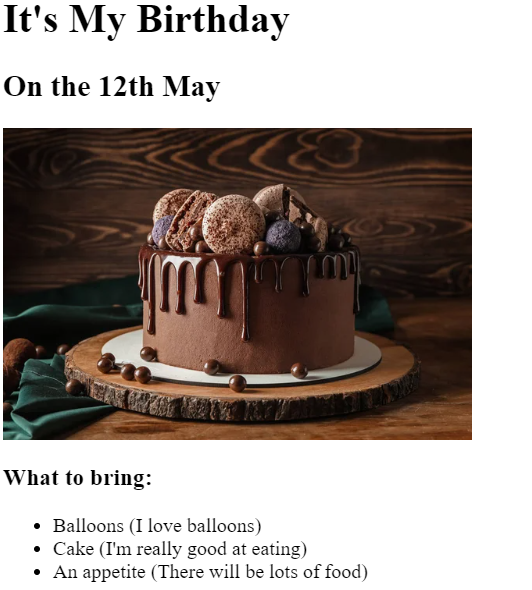 It's My Birthday
On the 12th May
What to bring:
Balloons (I love balloons)
Cake (I'm really good at eating)
An appetite (There will be lots of food)